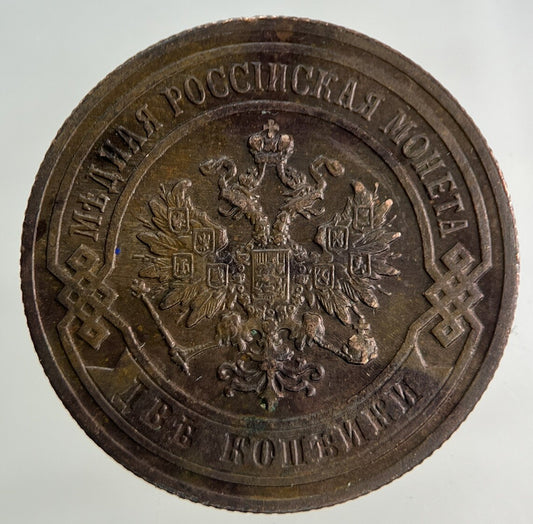 МѢДНАЯ РОССІЙСКАЯ МОНЕТА
ДВѢ КОПѢЙКИ